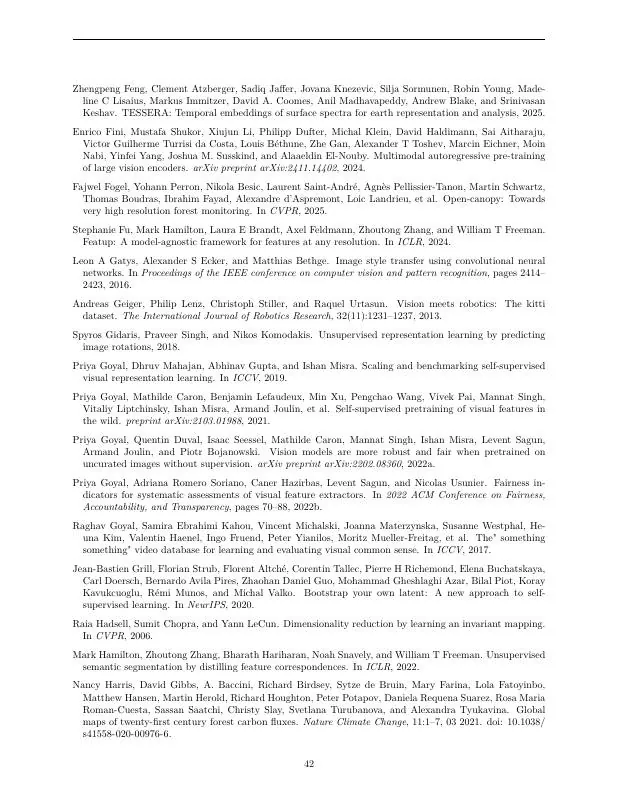 Zhengpeng Feng, Clement Atzberger, Sadiq Jaffer, Jovana Knezevic, Silja Sormunen, Robin Young, Made-
line C Lisaius, Markus Immitzer, David A. Coomes, Anil Madhavapeddy, Andrew Blake, and Srinivasan
Keshav. TESSERA: Temporal embeddings of surface spectra for earth representation and analysis, 2025.
Enrico Fini, Mustafa Shukor, Xiujun Li, Philipp Dufter, Michal Klein, David Haldimann, Sai Aitharaju,
Victor Guilherme Turrisi da Costa, Louis Béthune, Zhe Gan, Alexander T Toshev, Marcin Eichner, Moin
Nabi, Yinfei Yang, Joshua M. Susskind, and Alaaeldin El-Nouby. Multimodal autoregressive pre-training
of large vision encoders. arXiv preprint arXiv:2411.14402, 2024.
Fajwel Fogel, Yohann Perron, Nikola Besic, Laurent Saint-André, Agnès Pellissier-Tanon, Martin Schwartz,
Thomas Boudras, Ibrahim Fayad, Alexandre d'Aspremont, Loic Landrieu, et al. Open-canopy: Towards
very high resolution forest monitoring. In CVPR, 2025.
Stephanie Fu, Mark Hamilton, Laura E Brandt, Axel Feldmann, Zhoutong Zhang, and William T Freeman.
Featup: A model-agnostic framework for features at any resolution. In ICLR, 2024.
Leon A Gatys, Alexander S Ecker, and Matthias Bethge. Image style transfer using convolutional neural
networks. In Proceedings of the IEEE conference on computer vision and pattern recognition, pages 2414–
2423, 2016.
Andreas Geiger, Philip Lenz, Christoph Stiller, and Raquel Urtasun. Vision meets robotics: The kitti
dataset. The International Journal of Robotics Research, 32(11):1231–1237, 2013.
Spyros Gidaris, Praveer Singh, and Nikos Komodakis. Unsupervised representation learning by predicting
image rotations, 2018.
Priya Goyal, Dhruv Mahajan, Abhinav Gupta, and Ishan Misra. Scaling and benchmarking self-supervised
visual representation learning. In ICCV, 2019.
Priya Goyal, Mathilde Caron, Benjamin Lefaudeux, Min Xu, Pengchao Wang, Vivek Pai, Mannat Singh,
Vitaliy Liptchinsky, Ishan Misra, Armand Joulin, et al. Self-supervised pretraining of visual features in
the wild. preprint arXiv:2103.01988, 2021.
Priya Goyal, Quentin Duval, Isaac Seessel, Mathilde Caron, Mannat Singh, Ishan Misra, Levent Sagun,
Armand Joulin, and Piotr Bojanowski. Vision models are more robust and fair when pretrained on
uncurated images without supervision. arXiv preprint arXiv:2202.08360, 2022a.
Priya Goyal, Adriana Romero Soriano, Caner Hazirbas, Levent Sagun, and Nicolas Usunier. Fairness in-
dicators for systematic assessments of visual feature extractors. In 2022 ACM Conference on Fairness,
Accountability, and Transparency, pages 70–88, 2022b.
Raghav Goyal, Samira Ebrahimi Kahou, Vincent Michalski, Joanna Materzynska, Susanne Westphal, He-
una Kim, Valentin Haenel, Ingo Fruend, Peter Yianilos, Moritz Mueller-Freitag, et al. The" something
something" video database for learning and evaluating visual common sense. In ICCV, 2017.
Jean-Bastien Grill, Florian Strub, Florent Altché, Corentin Tallec, Pierre H Richemond, Elena Buchatskaya,
Carl Doersch, Bernardo Avila Pires, Zhaohan Daniel Guo, Mohammad Gheshlaghi Azar, Bilal Piot, Koray
Kavukcuoglu, Rémi Munos, and Michal Valko. Bootstrap your own latent: A new approach to self-
supervised learning. In NeurIPS, 2020.
Raia Hadsell, Sumit Chopra, and Yann LeCun. Dimensionality reduction by learning an invariant mapping.
In CVPR, 2006.
Mark Hamilton, Zhoutong Zhang, Bharath Hariharan, Noah Snavely, and William T Freeman. Unsupervised
semantic segmentation by distilling feature correspondences. In ICLR, 2022.
Nancy Harris, David Gibbs, A. Baccini, Richard Birdsey, Sytze de Bruin, Mary Farina, Lola Fatoyinbo,
Matthew Hansen, Martin Herold, Richard Houghton, Peter Potapov, Daniela Requena Suarez, Rosa Maria
Roman-Cuesta, Sassan Saatchi, Christy Slay, Svetlana Turubanova, and Alexandra Tyukavina. Global
maps of twenty-first century forest carbon fluxes. Nature Climate Change, 11:1–7, 03 2021. doi: 10.1038/
s41558-020-00976-6.
42